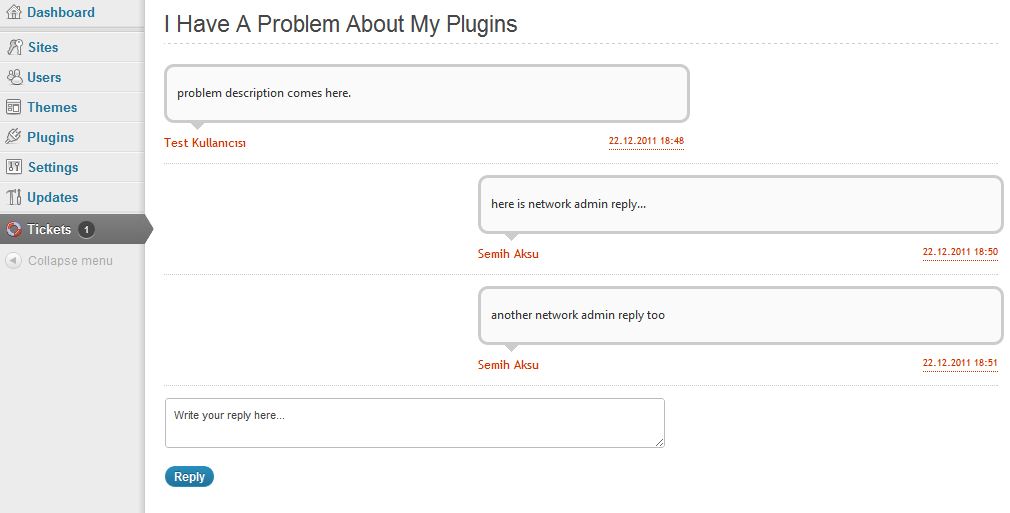 Dashboard
Sites
Users
Themes
Plugins
Settings
Updates
Tickets 1
Collapse menu
I Have A Problem About My Plugins
problem description comes here.
Test Kullanıcısı 22.12.2011 18:48
here is network admin reply...
Semih Aksu 22.12.2011 18:50
another network admin reply too
Semih Aksu 22.12.2011 18:51
Write your reply here...
Reply